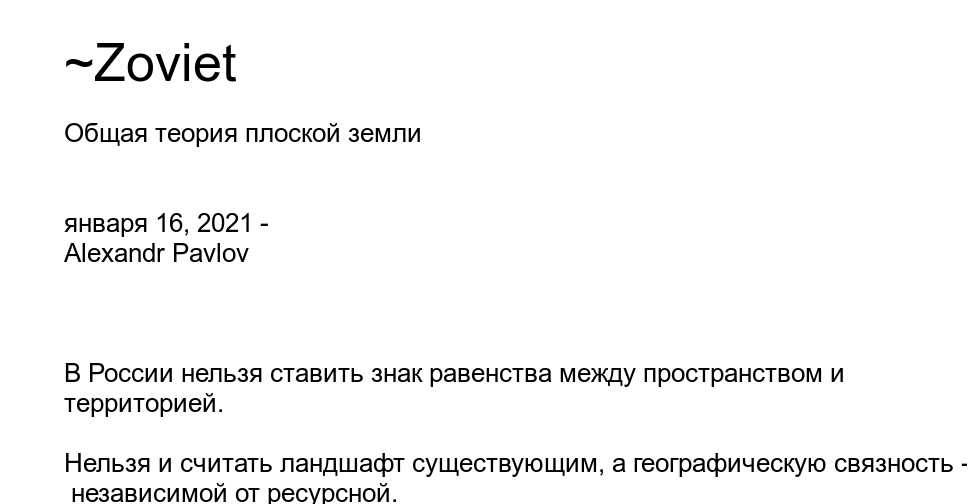 ~Zoviet
Общая теория плоской земли
января 16, 2021 -
Alexandr Pavlov
В России нельзя ставить знак равенства между пространством и
территорией.
Нельзя и считать ландшафт существующим, а географическую связность -
независимой от ресурсной.